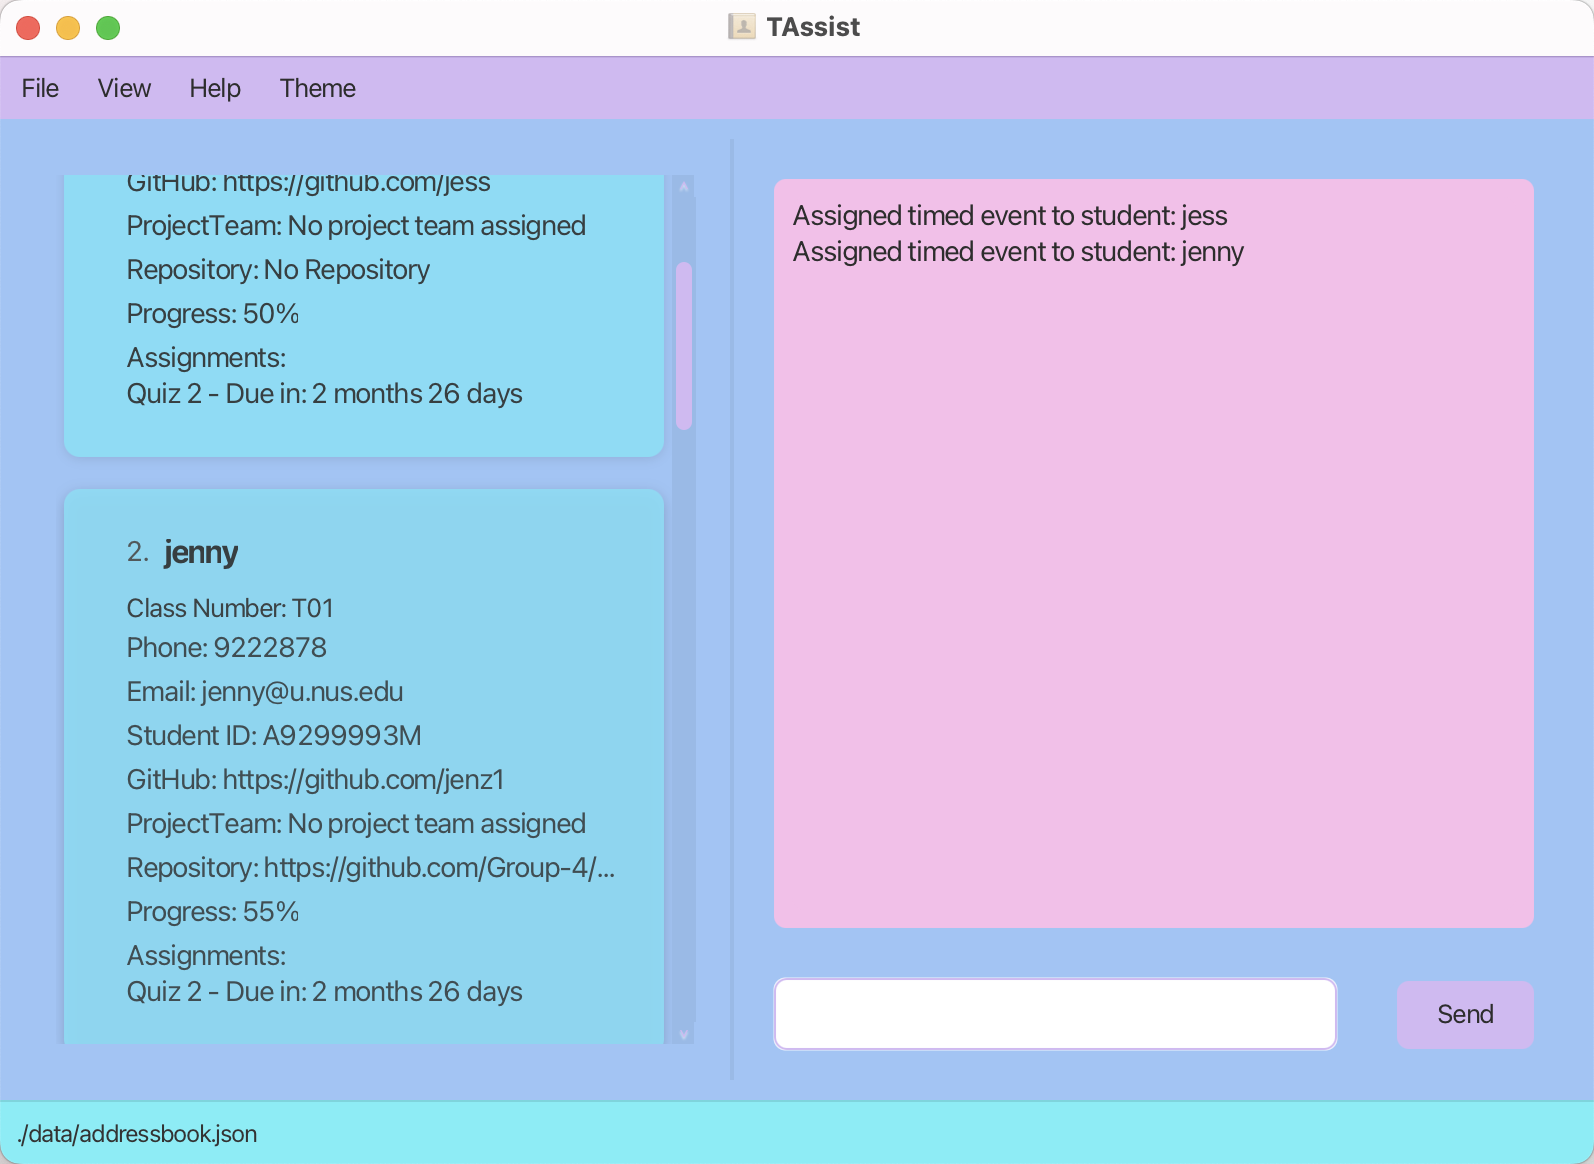 TAssist
File View Help Theme
GitHub: https://github.com/jess
ProjectTeam: No project team assigned
Repository: No Repository
Progress: 50%
Assignments:
Quiz 2 - Due in: 2 months 26 days
2. jenny
Class Number: T01
Phone: 9222878
Email: jenny@u.nus.edu
Student ID: A9299993M
GitHub: https://github.com/jenz1
ProjectTeam: No project team assigned
Repository: https://github.com/Group-4/...
Progress: 55%
Assignments:
Quiz 2 - Due in: 2 months 26 days
Assigned timed event to student: jess
Assigned timed event to student: jenny
Send
./data/addressbook.json